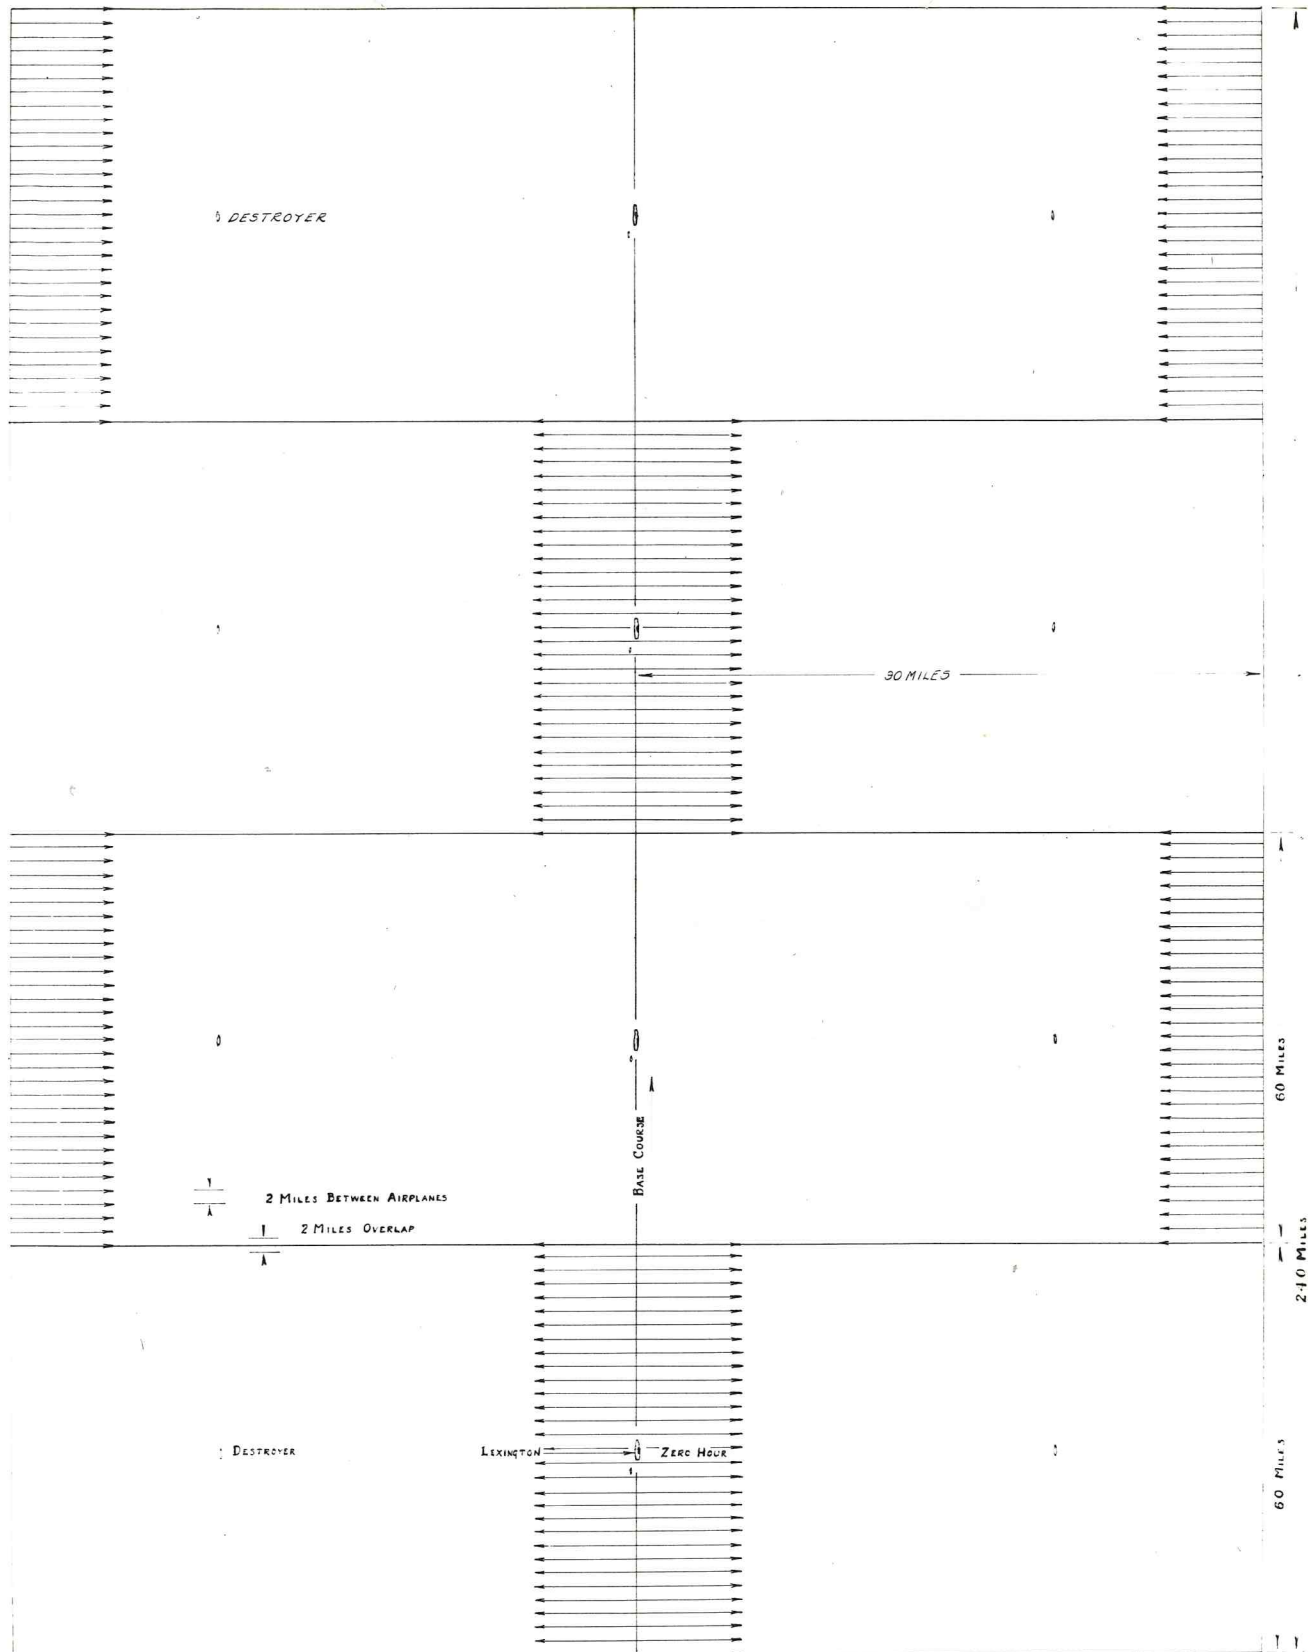 DESTROYER
90 MILES
60 MILES
BASE COURSE
2 MILES BETWEEN AIRPLANES
2 MILES OVERLAP
240 MILES
DESTROYER
LEXINGTON
ZERO HOUR
60 MILES